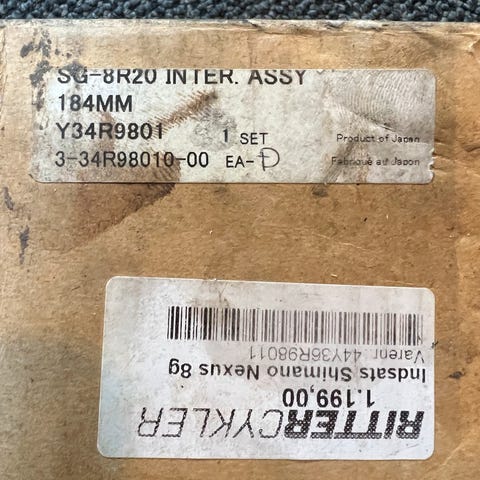 SG-8R20 INTER. ASSY
184MM
Y34R9801 1 SET Product of Japan
3-34R98010-00 EA-P Fabriqué au Japon
RITTERCYKLER
1.199,00
Indsats Shimano Nexus 8g
Varenr. 44Y36R98011